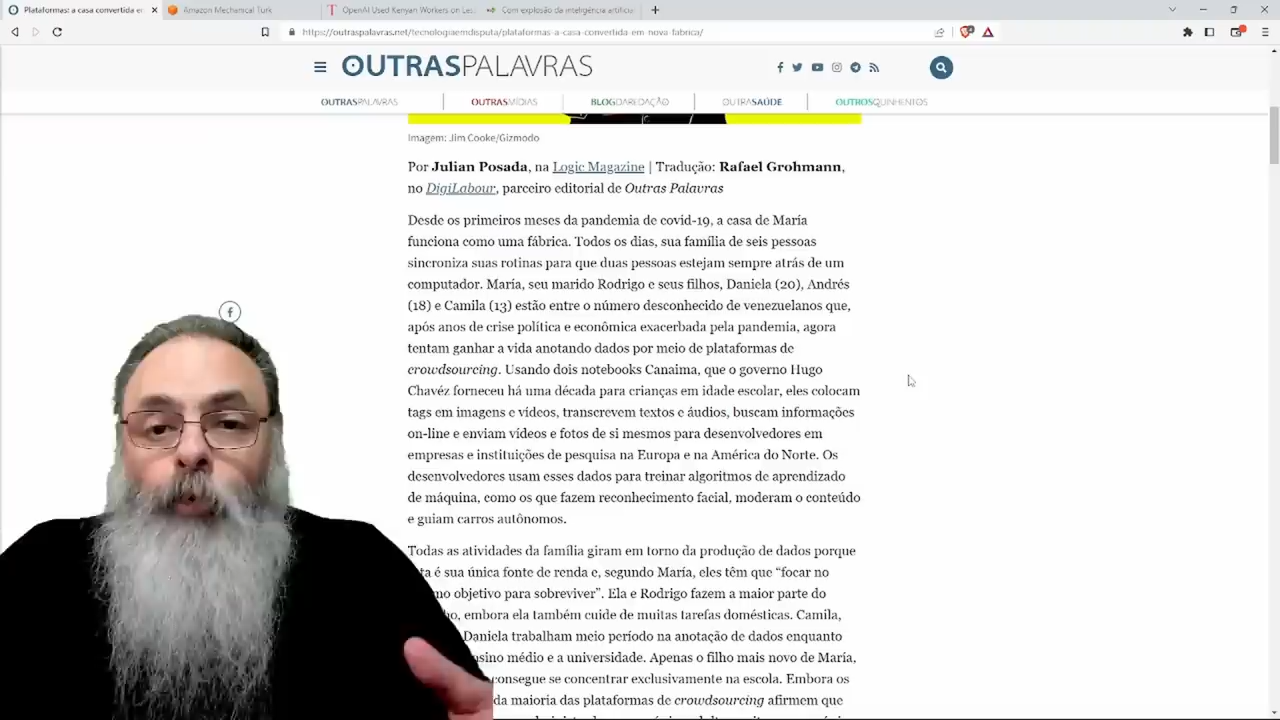 Plataformas: a casa convertida em
Amazon Mechanical Turk
OpenAI Used Kenyan Workers on Les
Com explosão da inteligência artificia
https://outraspalavras.net/tecnologiaemdisputa/plataformas-a-casa-convertida-em-nova-fabrica/
OUTRASPALAVRAS
OUTRASPALAVRAS
OUTRASMÍDIAS
BLOGDAREDAÇÃO
OUTRASAÚDE
OUTROSQUINHENTOS
Imagem: Jim Cooke/Gizmodo
Por Julian Posada, na Logic Magazine | Tradução: Rafael Grohmann,
no DigiLabour, parceiro editorial de Outras Palavras
Desde os primeiros meses da pandemia de covid-19, a casa de María
funciona como uma fábrica. Todos os dias, sua família de seis pessoas
sincroniza suas rotinas para que duas pessoas estejam sempre atrás de um
computador. María, seu marido Rodrigo e seus filhos, Daniela (20), Andrés
(18) e Camila (13) estão entre o número desconhecido de venezuelanos que,
após anos de crise política e econômica exacerbada pela pandemia, agora
tentam ganhar a vida anotando dados por meio de plataformas de
crowdsourcing. Usando dois notebooks Canaima, que o governo Hugo
Chavéz forneceu há uma década para crianças em idade escolar, eles colocam
tags em imagens e vídeos, transcrevem textos e áudios, buscam informações
on-line e enviam vídeos e fotos de si mesmos para desenvolvedores em
empresas e instituições de pesquisa na Europa e na América do Norte. Os
desenvolvedores usam esses dados para treinar algoritmos de aprendizado
de máquina, como os que fazem reconhecimento facial, moderam o conteúdo
e guiam carros autônomos.
Todas as atividades da família giram em torno da produção de dados porque
é sua única fonte de renda e, segundo María, eles têm que “focar no
objetivo para sobreviver”. Ela e Rodrigo fazem a maior parte do
embora ela também cuide de muitas tarefas domésticas. Camila,
Daniela trabalham meio período na anotação de dados enquanto
médio e a universidade. Apenas o filho mais novo de María,
consegue se concentrar exclusivamente na escola. Embora os
da maioria das plataformas de crowdsourcing afirmem que